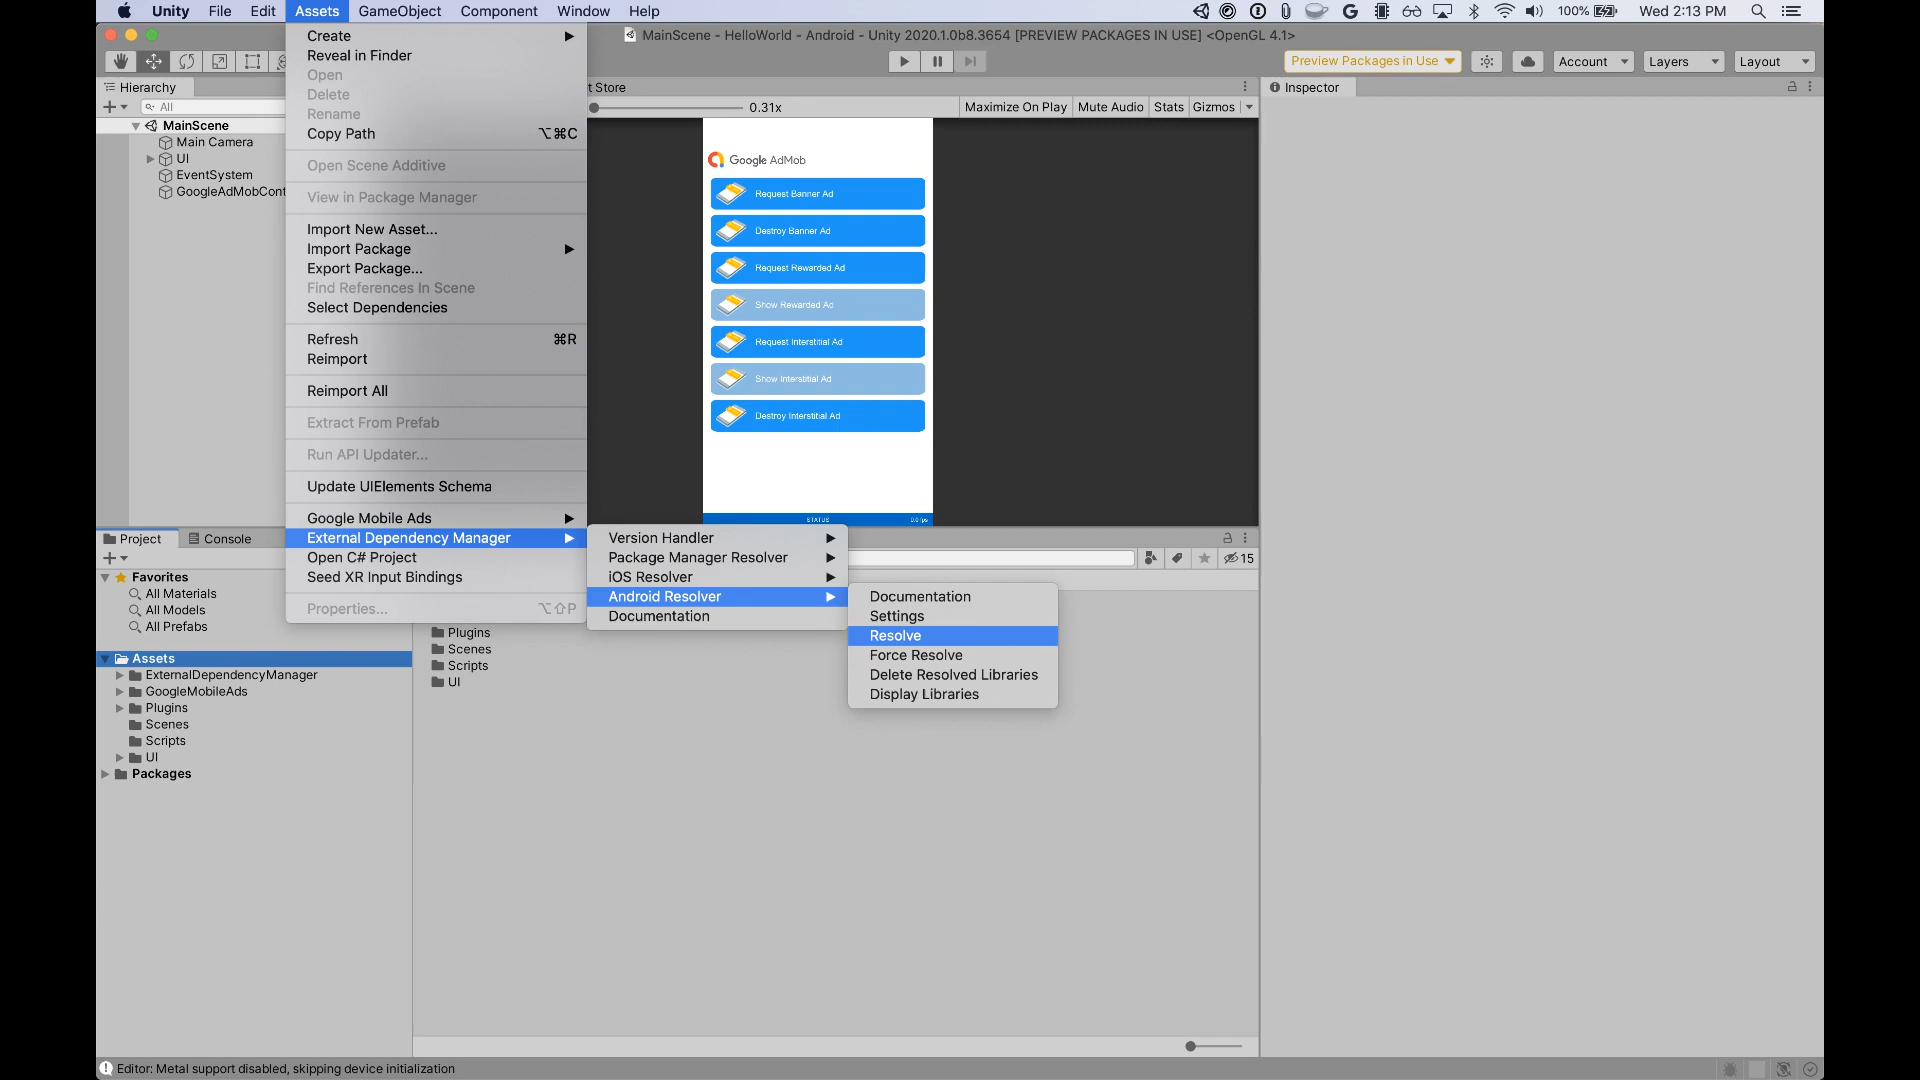 Unity File Edit Assets GameObject Component Window Help 100% Wed 2:13 PM
MainScene - HelloWorld - Android - Unity 2020.1.0b8.3654 [PREVIEW PACKAGES IN USE] <OpenGL 4.1>
Preview Packages in Use Account Layers Layout
Hierarchy
All
MainScene
Main Camera
UI
EventSystem
GoogleAdMobCont
Create
Reveal in Finder
Open
Delete
Rename
Copy Path ⌥⌘C
Open Scene Additive
View in Package Manager
Import New Asset...
Import Package
Export Package...
Find References In Scene
Select Dependencies
Refresh ⌘R
Reimport
Reimport All
Extract From Prefab
Run API Updater...
Update UIElements Schema
Google Mobile Ads
External Dependency Manager
Open C# Project
Seed XR Input Bindings
Properties... ⌥⇧P
t Store
0.31x Maximize On Play Mute Audio Stats Gizmos
Google AdMob
Request Banner Ad
Destroy Banner Ad
Request Rewarded Ad
Show Rewarded Ad
Request Interstitial Ad
Show Interstitial Ad
Destroy Interstitial Ad
STATUS 0.0 fps
Inspector
Version Handler
Package Manager Resolver
iOS Resolver
Android Resolver
Documentation
Documentation
Settings
Resolve
Force Resolve
Delete Resolved Libraries
Display Libraries
Project Console
15
Favorites
All Materials
All Models
All Prefabs
Assets
ExternalDependencyManager
GoogleMobileAds
Plugins
Scenes
Scripts
UI
Packages
Plugins
Scenes
Scripts
UI
Editor: Metal support disabled, skipping device initialization